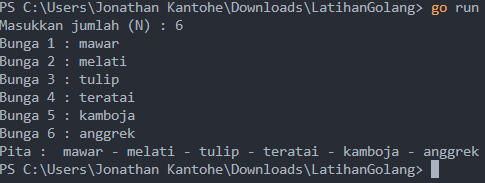 PS C:\Users\Jonathan Kantohe\Downloads\LatihanGolang> go run
Masukkan jumlah (N) : 6
Bunga 1 : mawar
Bunga 2 : melati
Bunga 3 : tulip
Bunga 4 : teratai
Bunga 5 : kamboja
Bunga 6 : anggrek
Pita :  mawar - melati - tulip - teratai - kamboja - anggrek
PS C:\Users\Jonathan Kantohe\Downloads\LatihanGolang>